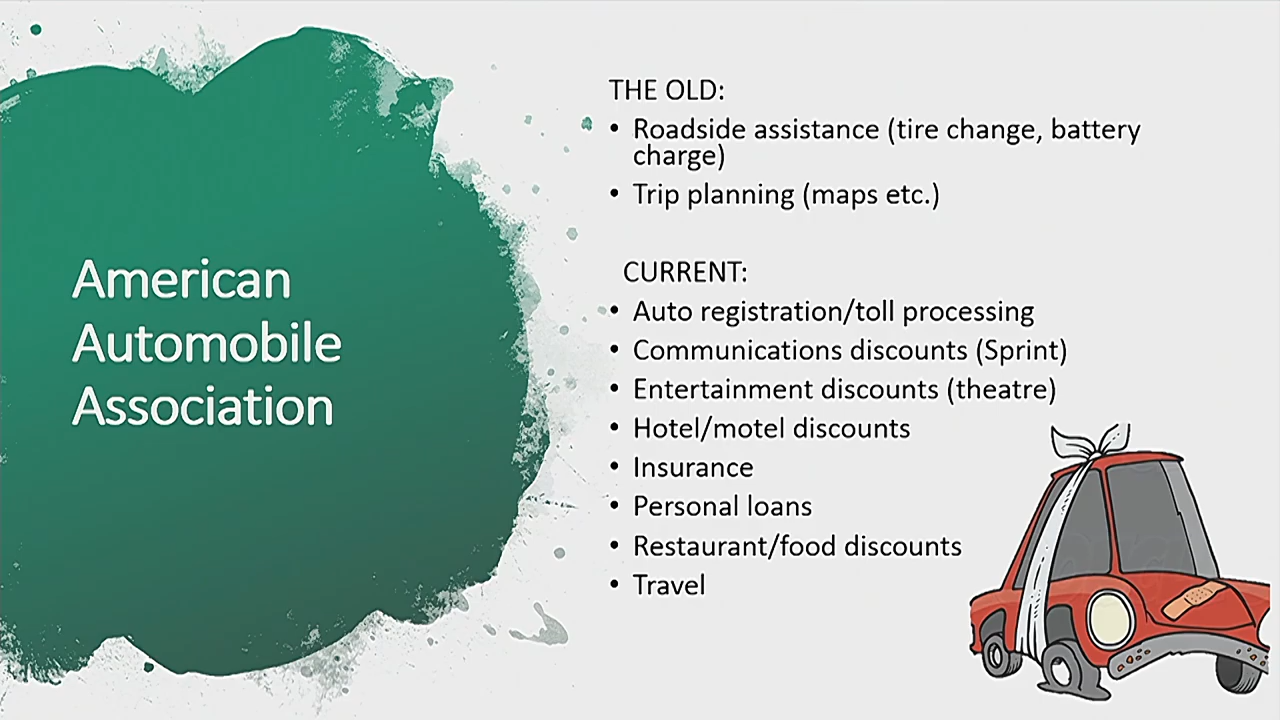 American
Automobile
Association
THE OLD:
• Roadside assistance (tire change, battery
charge)
• Trip planning (maps etc.)
CURRENT:
• Auto registration/toll processing
• Communications discounts (Sprint)
• Entertainment discounts (theatre)
• Hotel/motel discounts
• Insurance
• Personal loans
• Restaurant/food discounts
• Travel